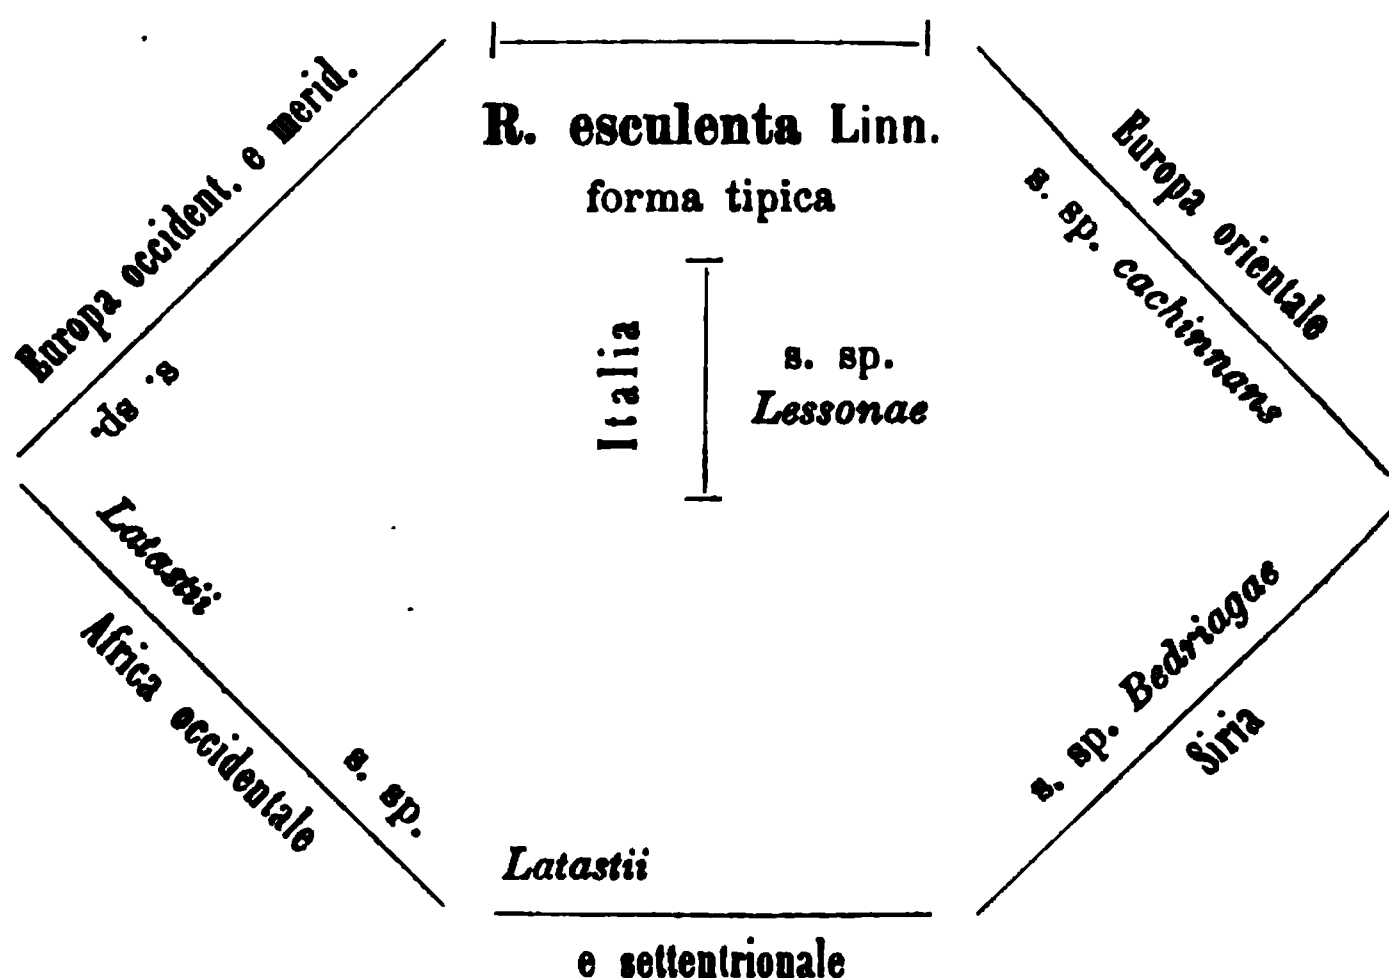 R. esculenta Linn.
forma tipica
Europa occident. e merid.
s. sp.
Latastii
Africa occidentale
s. sp.
Latastii
e settentrionale
Italia
s. sp.
Lessonae
Europa orientale
s. sp. cachinnans
s. sp. Bedriagae
Siria